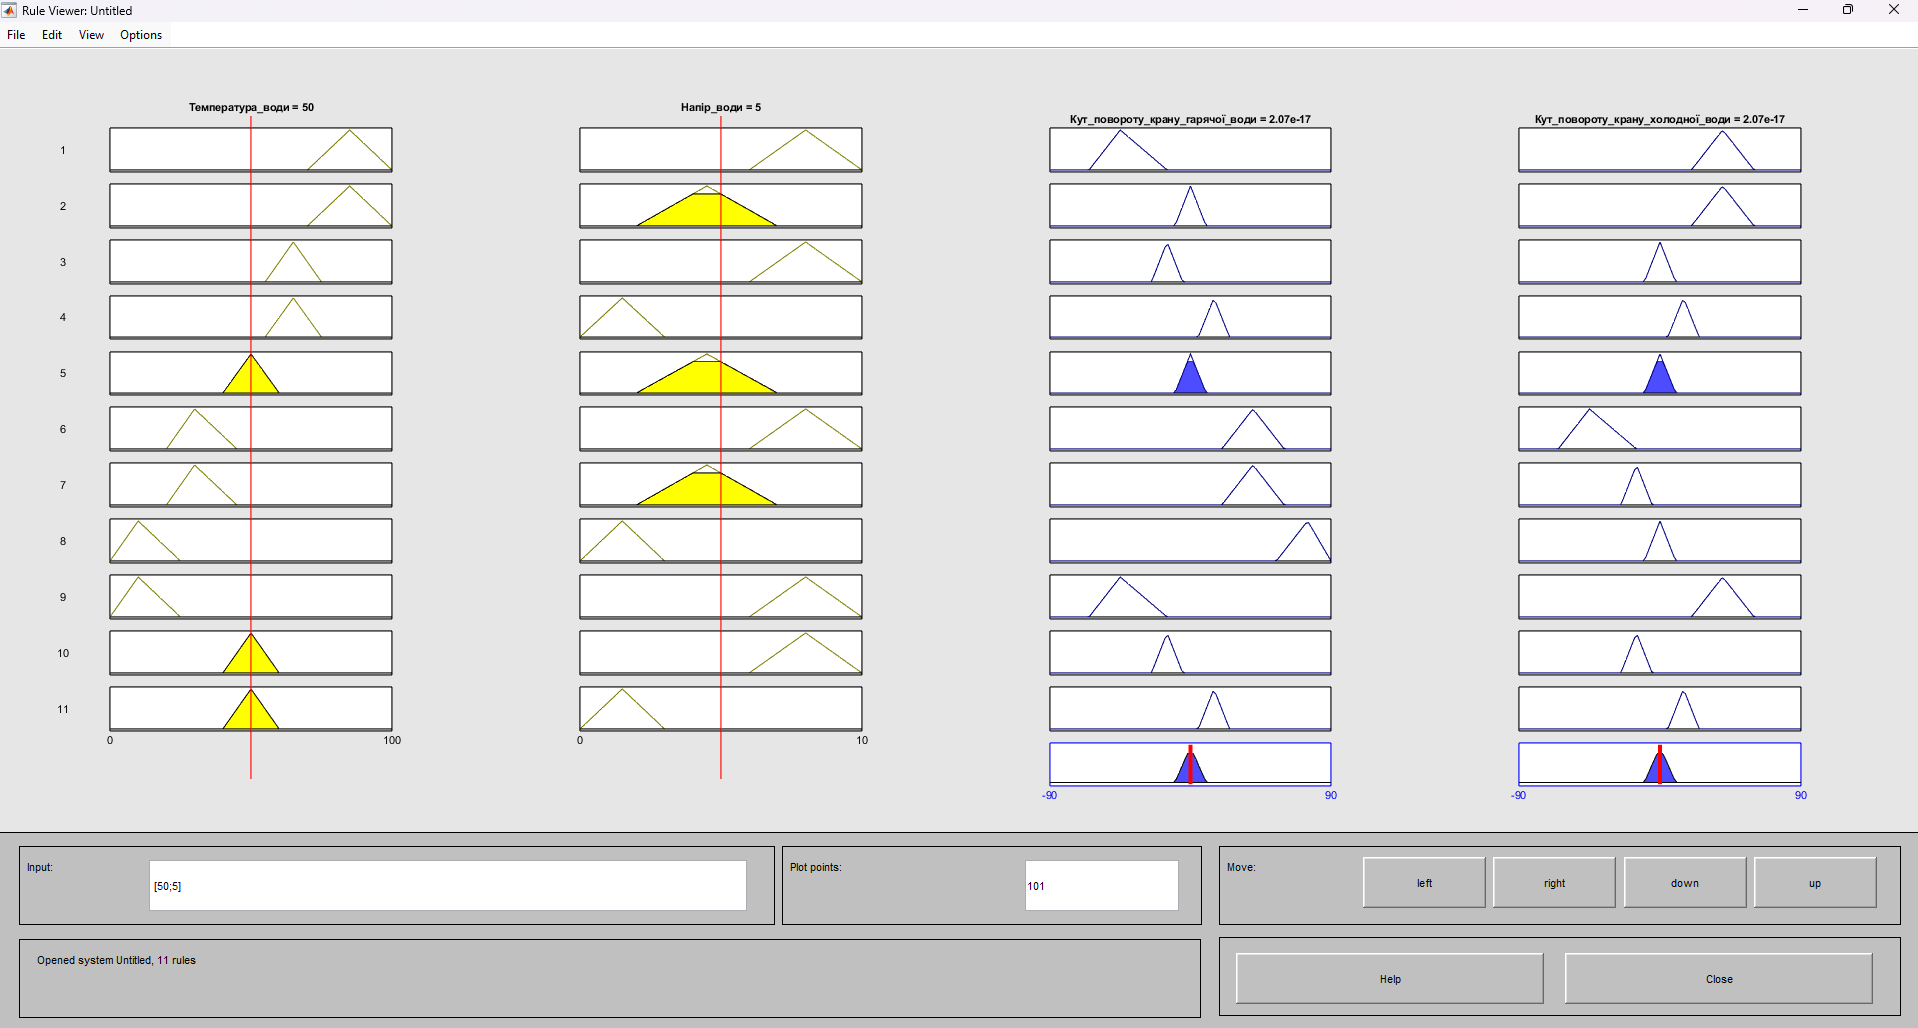 Rule Viewer: Untitled
File Edit View Options
Температура_води = 50
Напір_води = 5
Кут_повороту_крану_гарячої_води = 2.07e-17
Кут_повороту_крану_холодної_води = 2.07e-17
1
2
3
4
5
6
7
8
9
10
11
0 100
0 10
-90 90
-90 90
Input:
[50;5]
Plot points:
101
Move:
left
right
down
up
Opened system Untitled, 11 rules
Help
Close